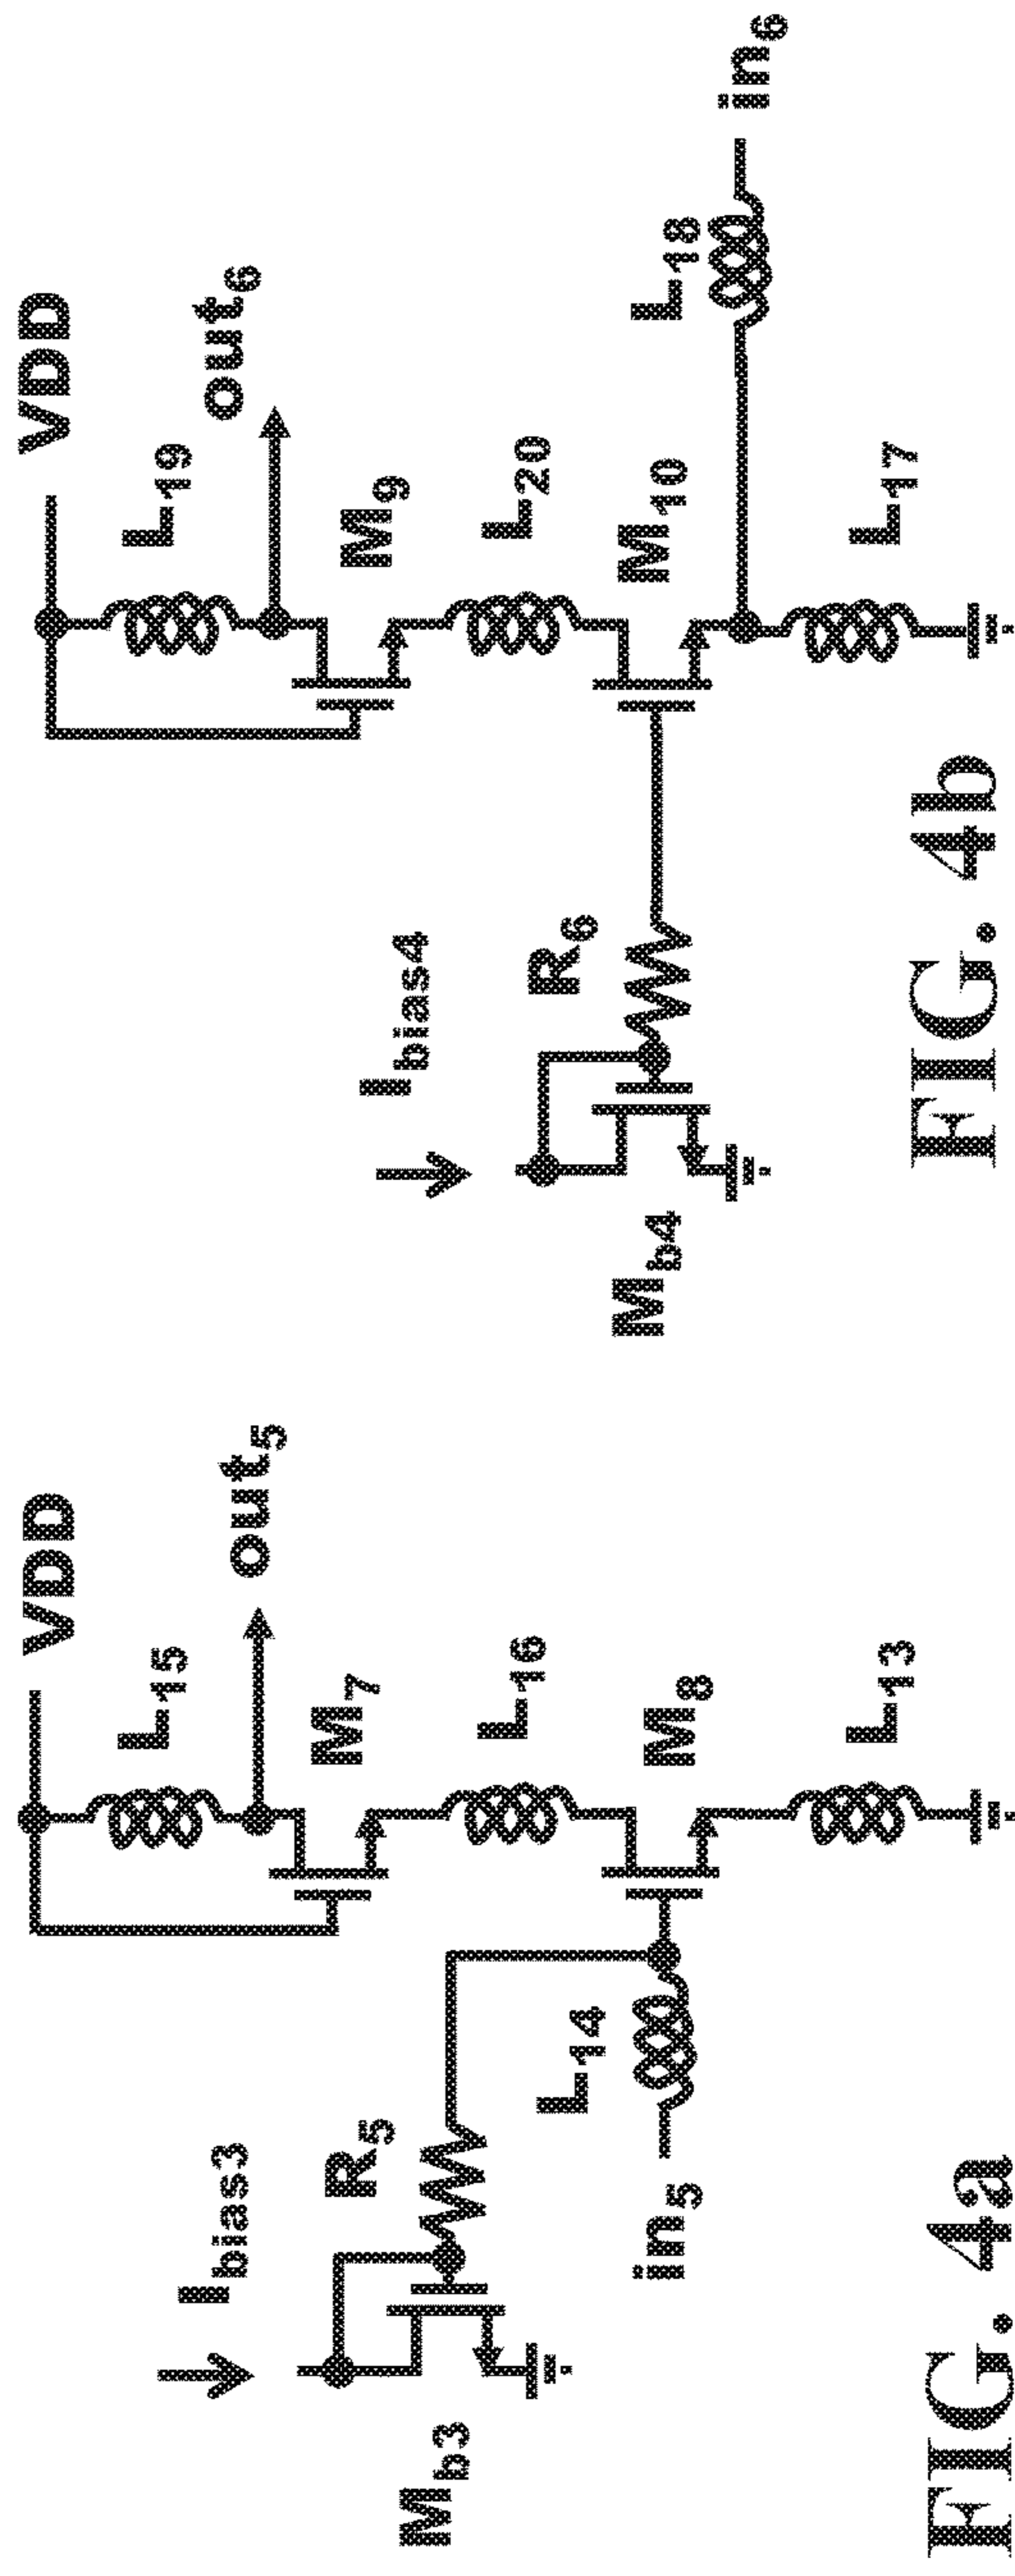 VDD
L15
out5
M7
L16
M8
L13
Ibias3
R5
L14
in5
Mb3
FIG. 4a
VDD
L19
out6
M9
L20
M10
L18
in6
L17
Ibias4
R6
Mb4
FIG. 4b